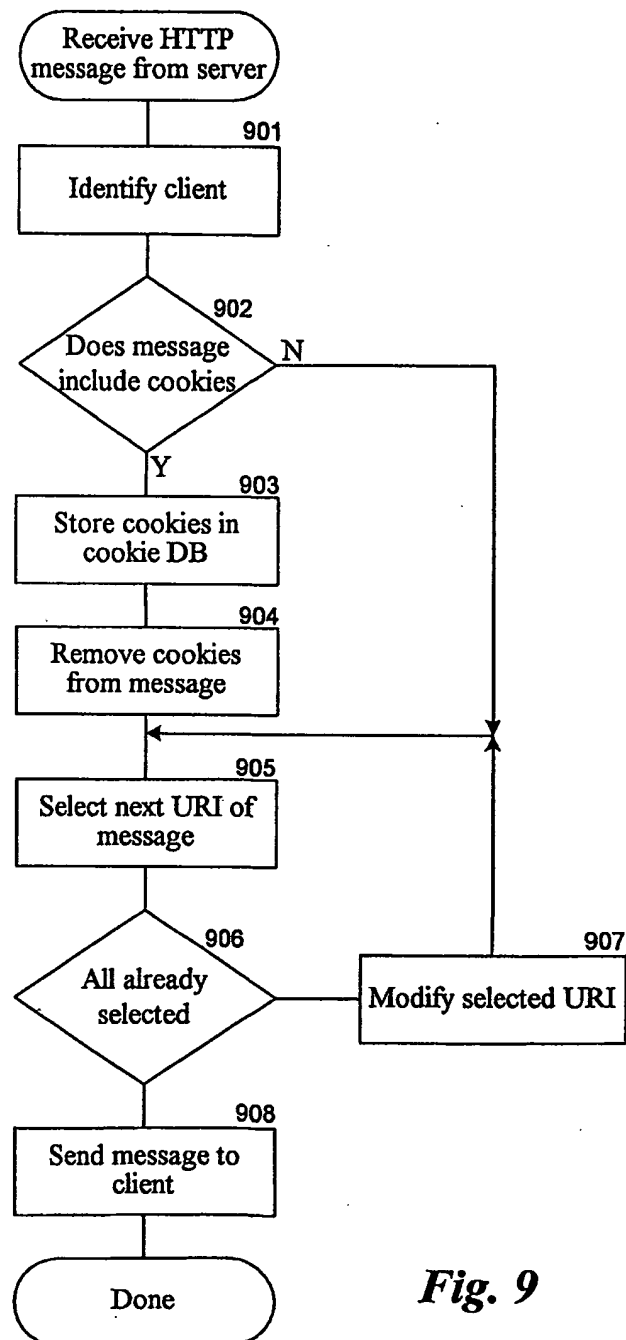 Receive HTTP
message from server
901
Identify client
902
Does message
include cookies
N
Y
903
Store cookies in
cookie DB
904
Remove cookies
from message
905
Select next URI of
message
906
All already
selected
907
Modify selected URI
908
Send message to
client
Done
Fig. 9